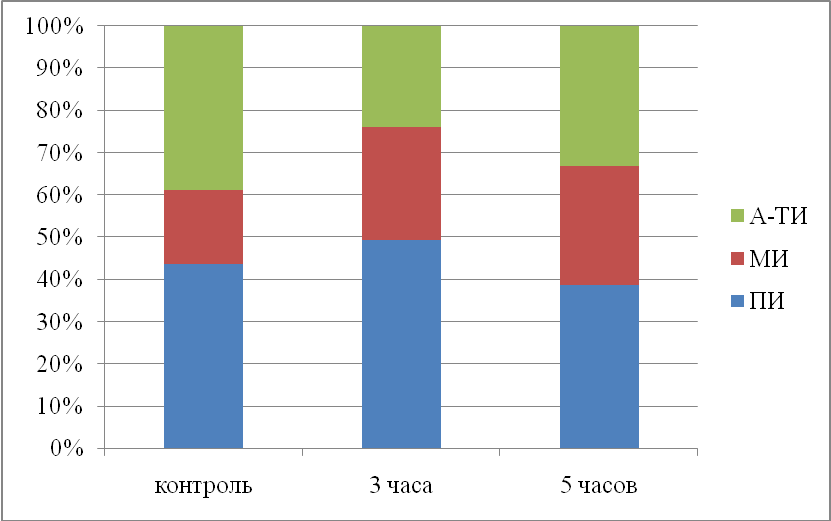 100%
90%
80%
70%
60%
50%
40%
30%
20%
10%
0%
контроль
3 часа
5 часов
А-ТИ
МИ
ПИ